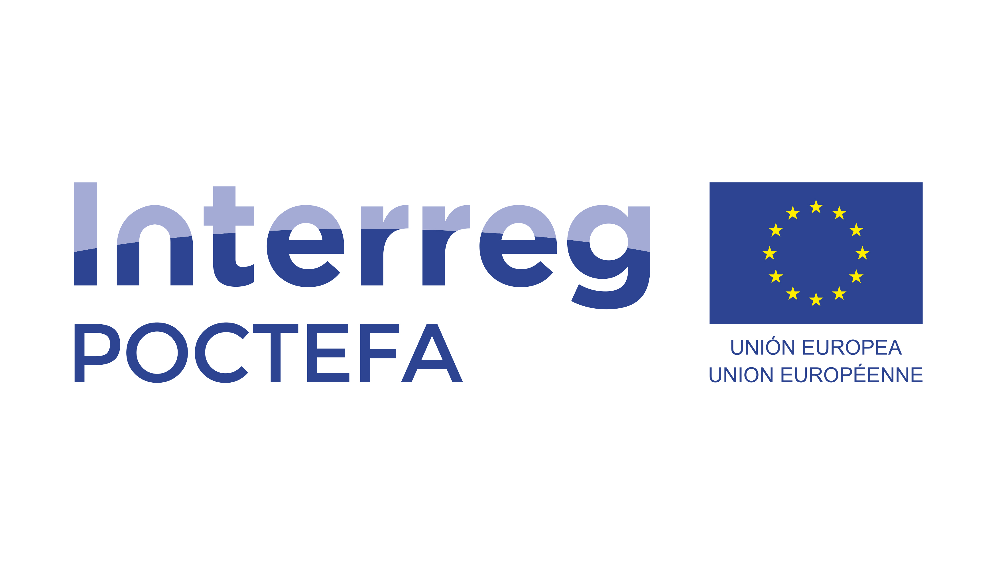 Interreg
POCTEFA
UNIÓN EUROPEA
UNION EUROPÉENNE